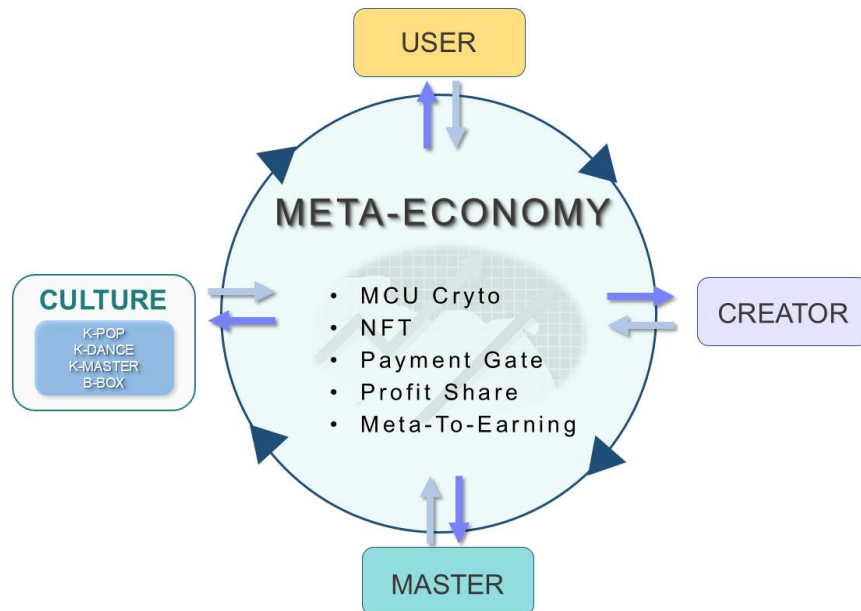 USER
META-ECONOMY
CULTURE
K-POP
K-DANCE
K-MASTER
B-BOX
• MCU Cryto
• NFT
• Payment Gate
• Profit Share
• Meta-To-Earning
CREATOR
MASTER